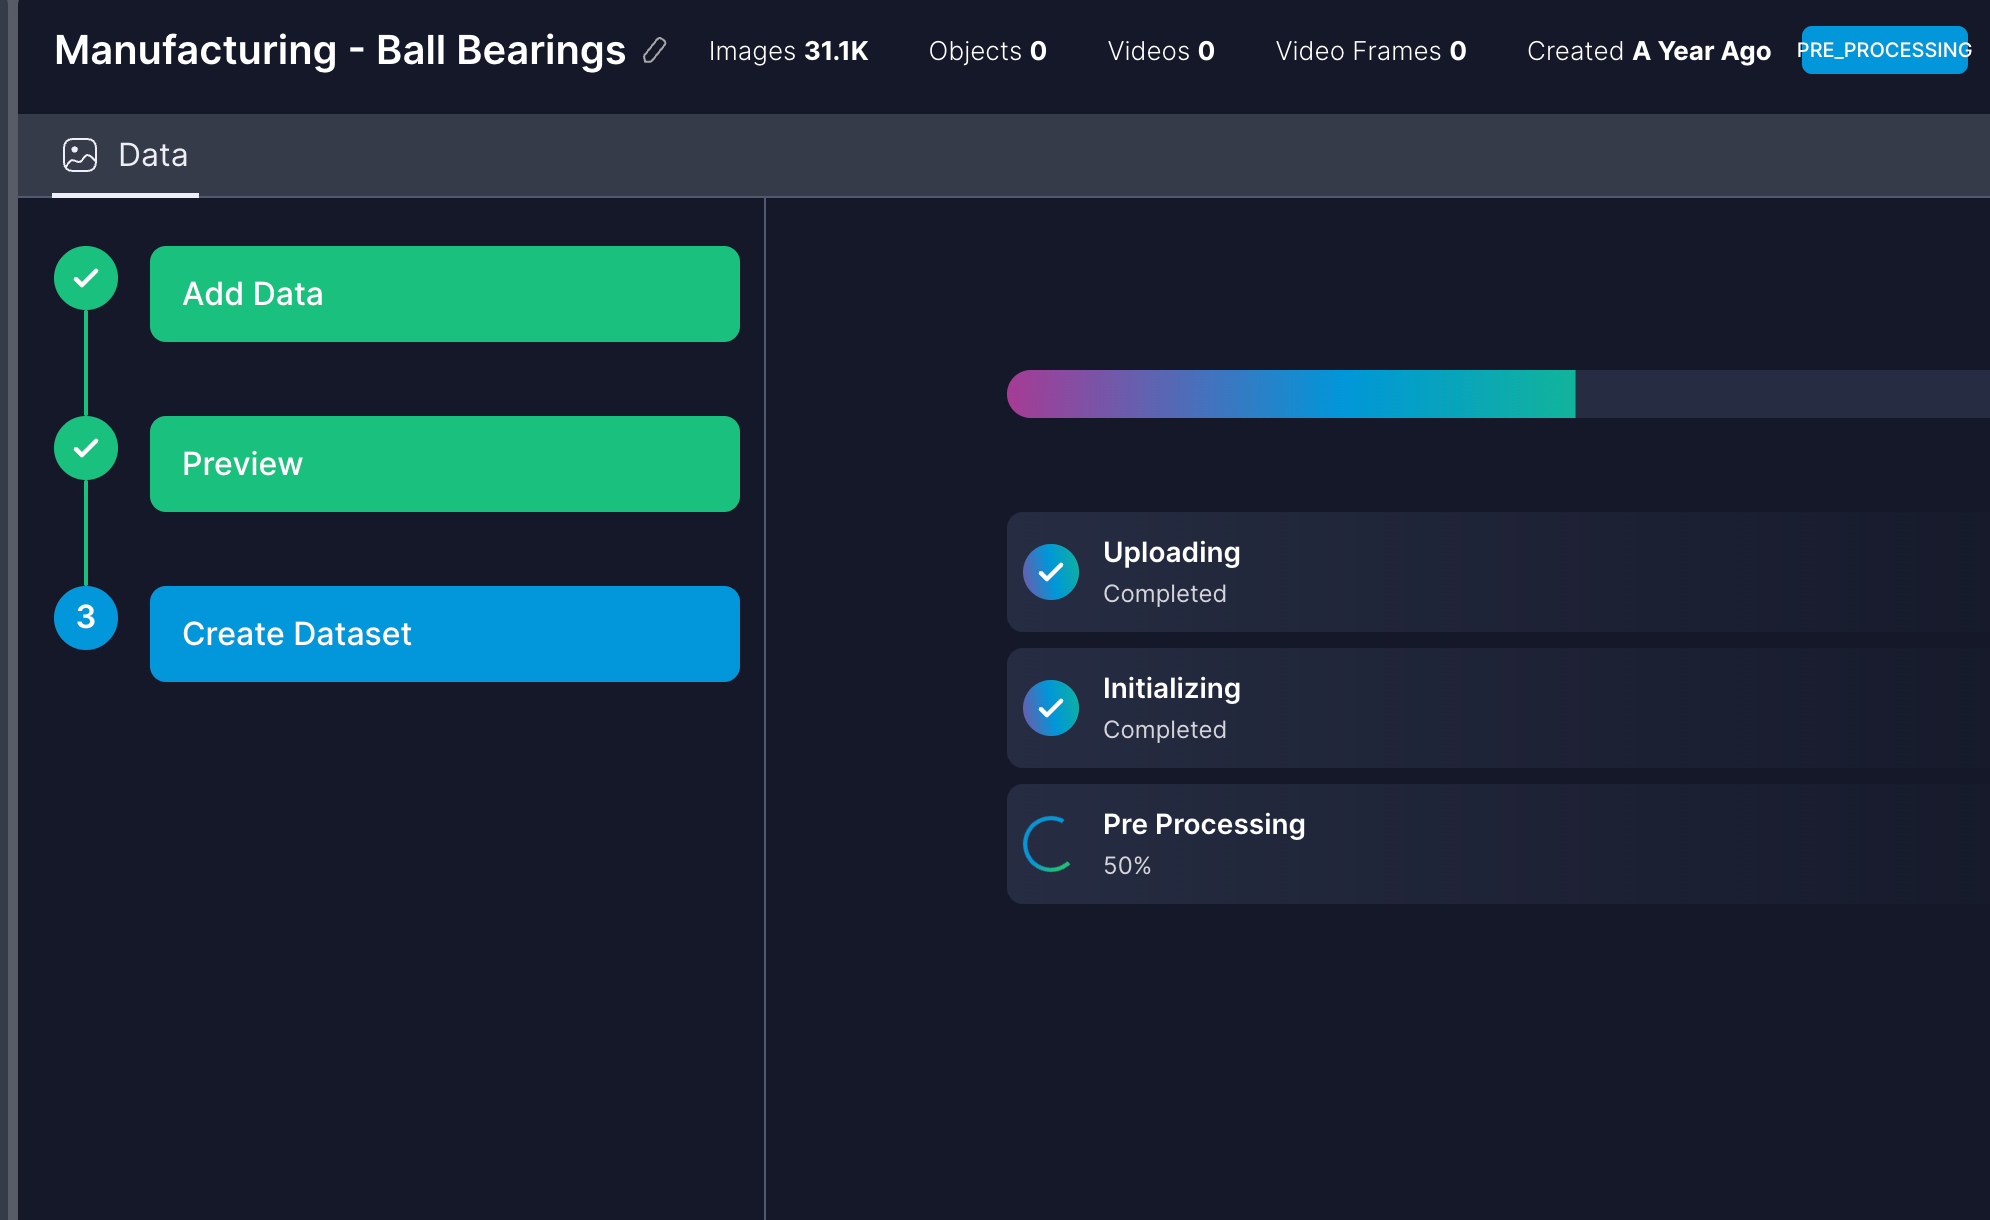 Manufacturing - Ball Bearings Images 31.1K Objects 0 Videos 0 Video Frames 0 Created A Year Ago PRE_PROCESSING
Data
Add Data
Preview
3 Create Dataset
Uploading
Completed
Initializing
Completed
Pre Processing
50%